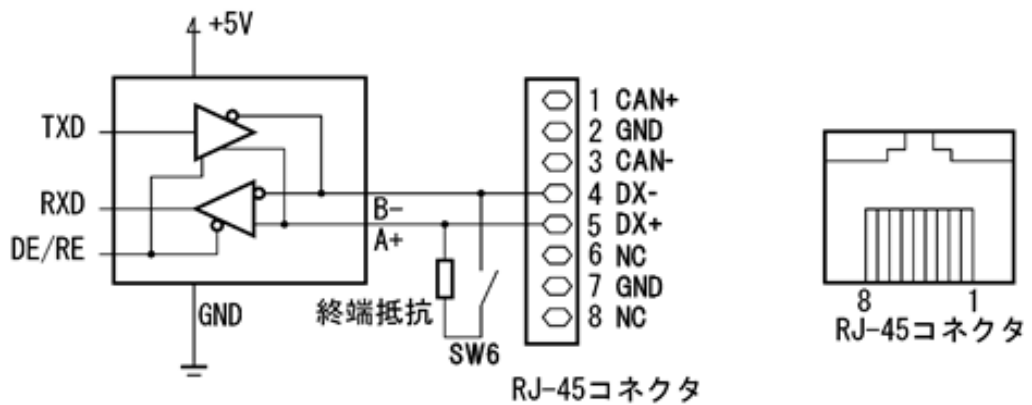 +5V
TXD
RXD
DE/RE
B-
A+
GND
終端抵抗
SW6
1 CAN+
2 GND
3 CAN-
4 DX-
5 DX+
6 NC
7 GND
8 NC
RJ-45コネクタ
8 1
RJ-45コネクタ